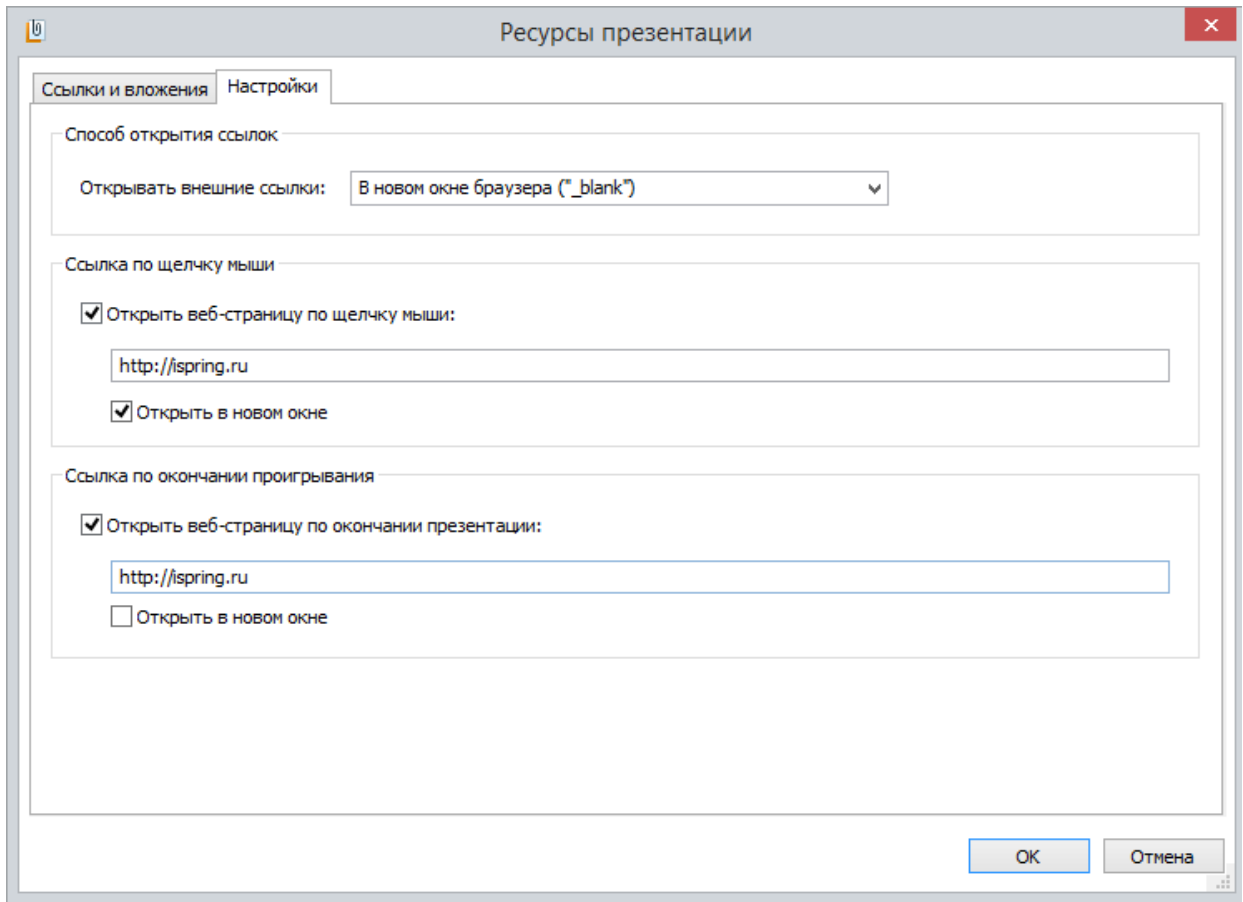 Ресурсы презентации
Ссылки и вложения
Настройки
Способ открытия ссылок
Открывать внешние ссылки: В новом окне браузера ("_blank")
Ссылка по щелчку мыши
Открыть веб-страницу по щелчку мыши:
http://ispring.ru
Открыть в новом окне
Ссылка по окончании проигрывания
Открыть веб-страницу по окончании презентации:
http://ispring.ru
Открыть в новом окне
OK
Отмена